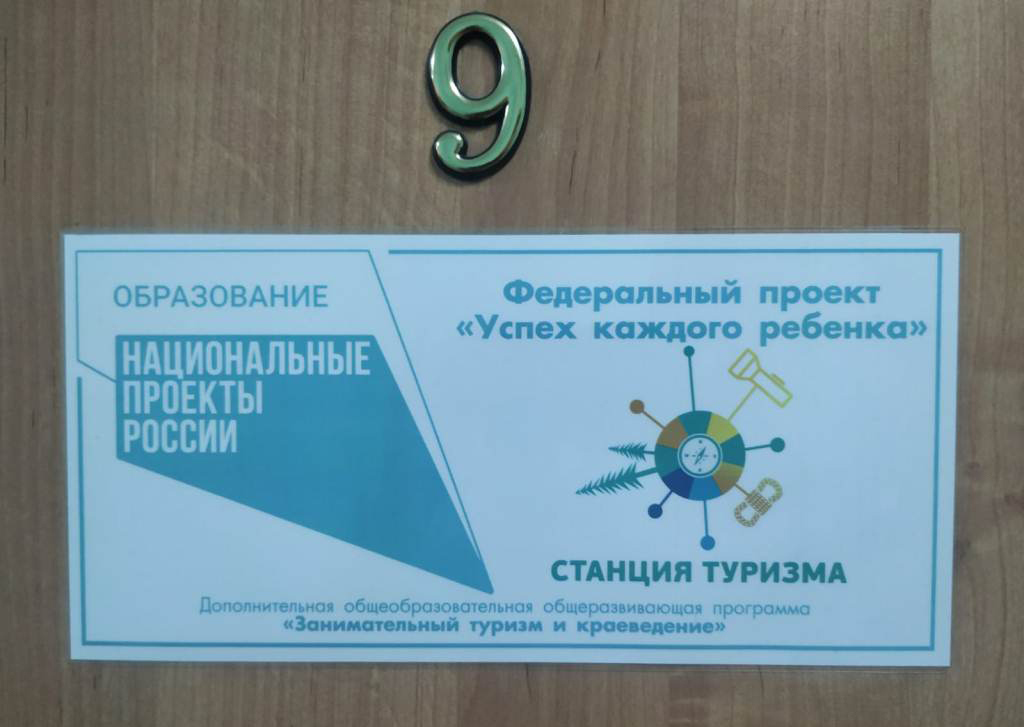 9
ОБРАЗОВАНИЕ
НАЦИОНАЛЬНЫЕ
ПРОЕКТЫ
РОССИИ
Федеральный проект
«Успех каждого ребенка»
СТАНЦИЯ ТУРИЗМА
Дополнительная общеобразовательная общеразвивающая программа
«Занимательный туризм и краеведение»